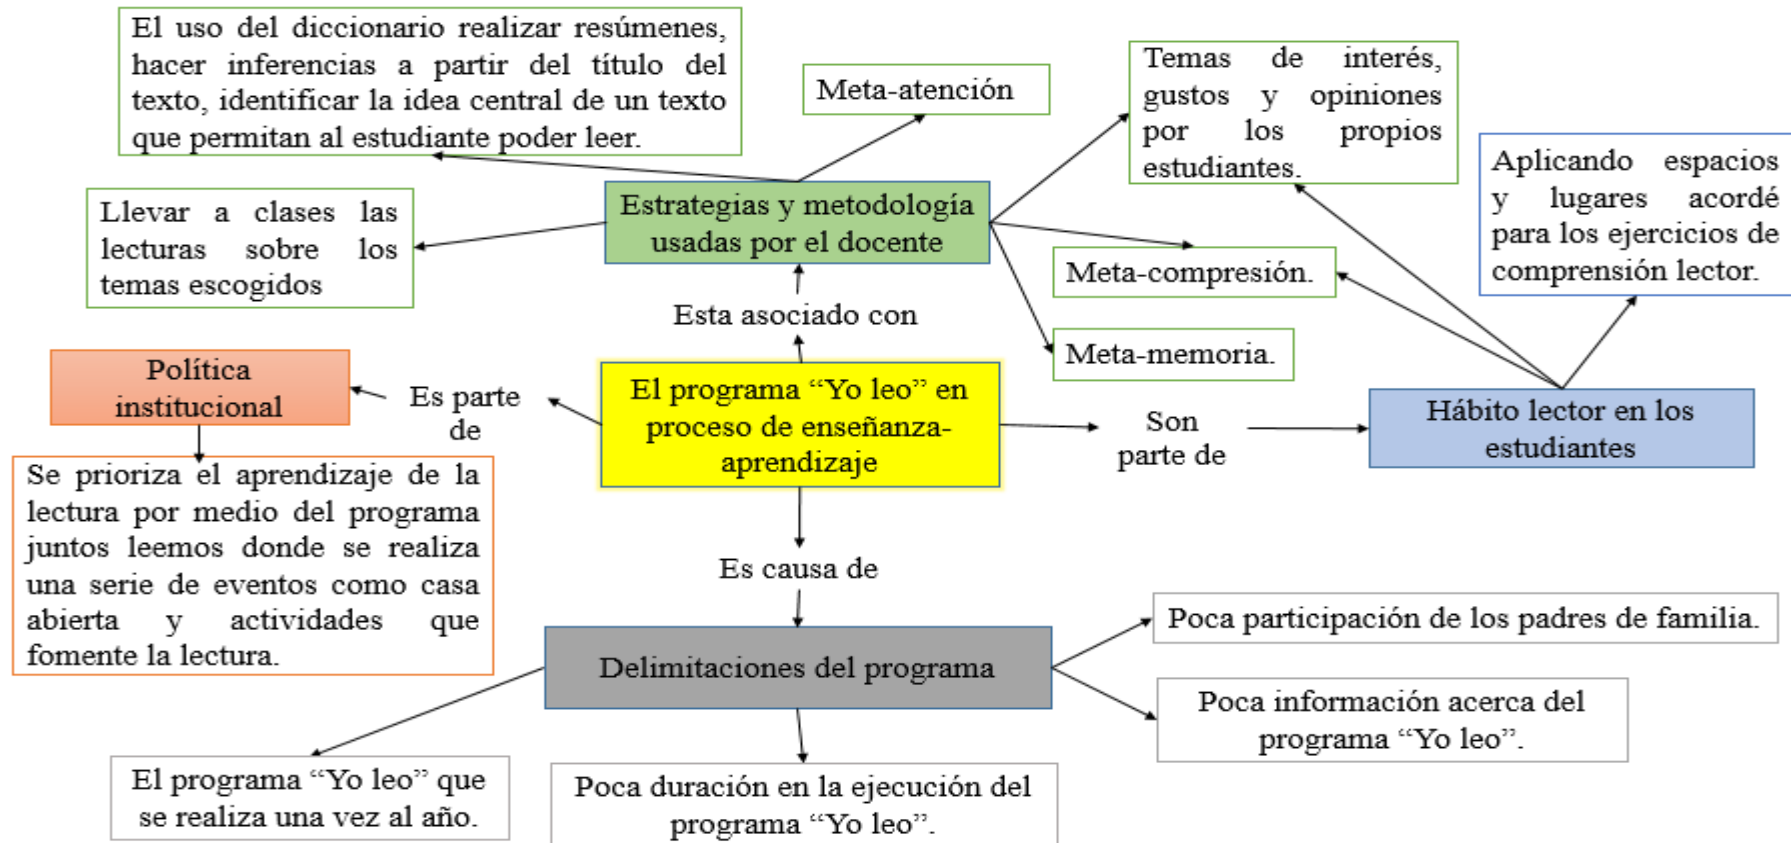 El uso del diccionario realizar resúmenes,
hacer inferencias a partir del título del
texto, identificar la idea central de un texto
que permitan al estudiante poder leer.
Meta-atención
Temas de interés,
gustos y opiniones
por los propios
estudiantes.
Aplicando espacios
y lugares acordé
para los ejercicios de
comprensión lector.
Llevar a clases las
lecturas sobre los
temas escogidos
Estrategias y metodología
usadas por el docente
Meta-compresión.
Meta-memoria.
Esta asociado con
Política
institucional
Es parte
de
El programa “Yo leo” en
proceso de enseñanza-
aprendizaje
Son
parte de
Hábito lector en los
estudiantes
Se prioriza el aprendizaje de la
lectura por medio del programa
juntos leemos donde se realiza
una serie de eventos como casa
abierta y actividades que
fomente la lectura.
Es causa de
Delimitaciones del programa
Poca participación de los padres de familia.
Poca información acerca del
programa “Yo leo”.
El programa “Yo leo” que
se realiza una vez al año.
Poca duración en la ejecución del
programa “Yo leo”.